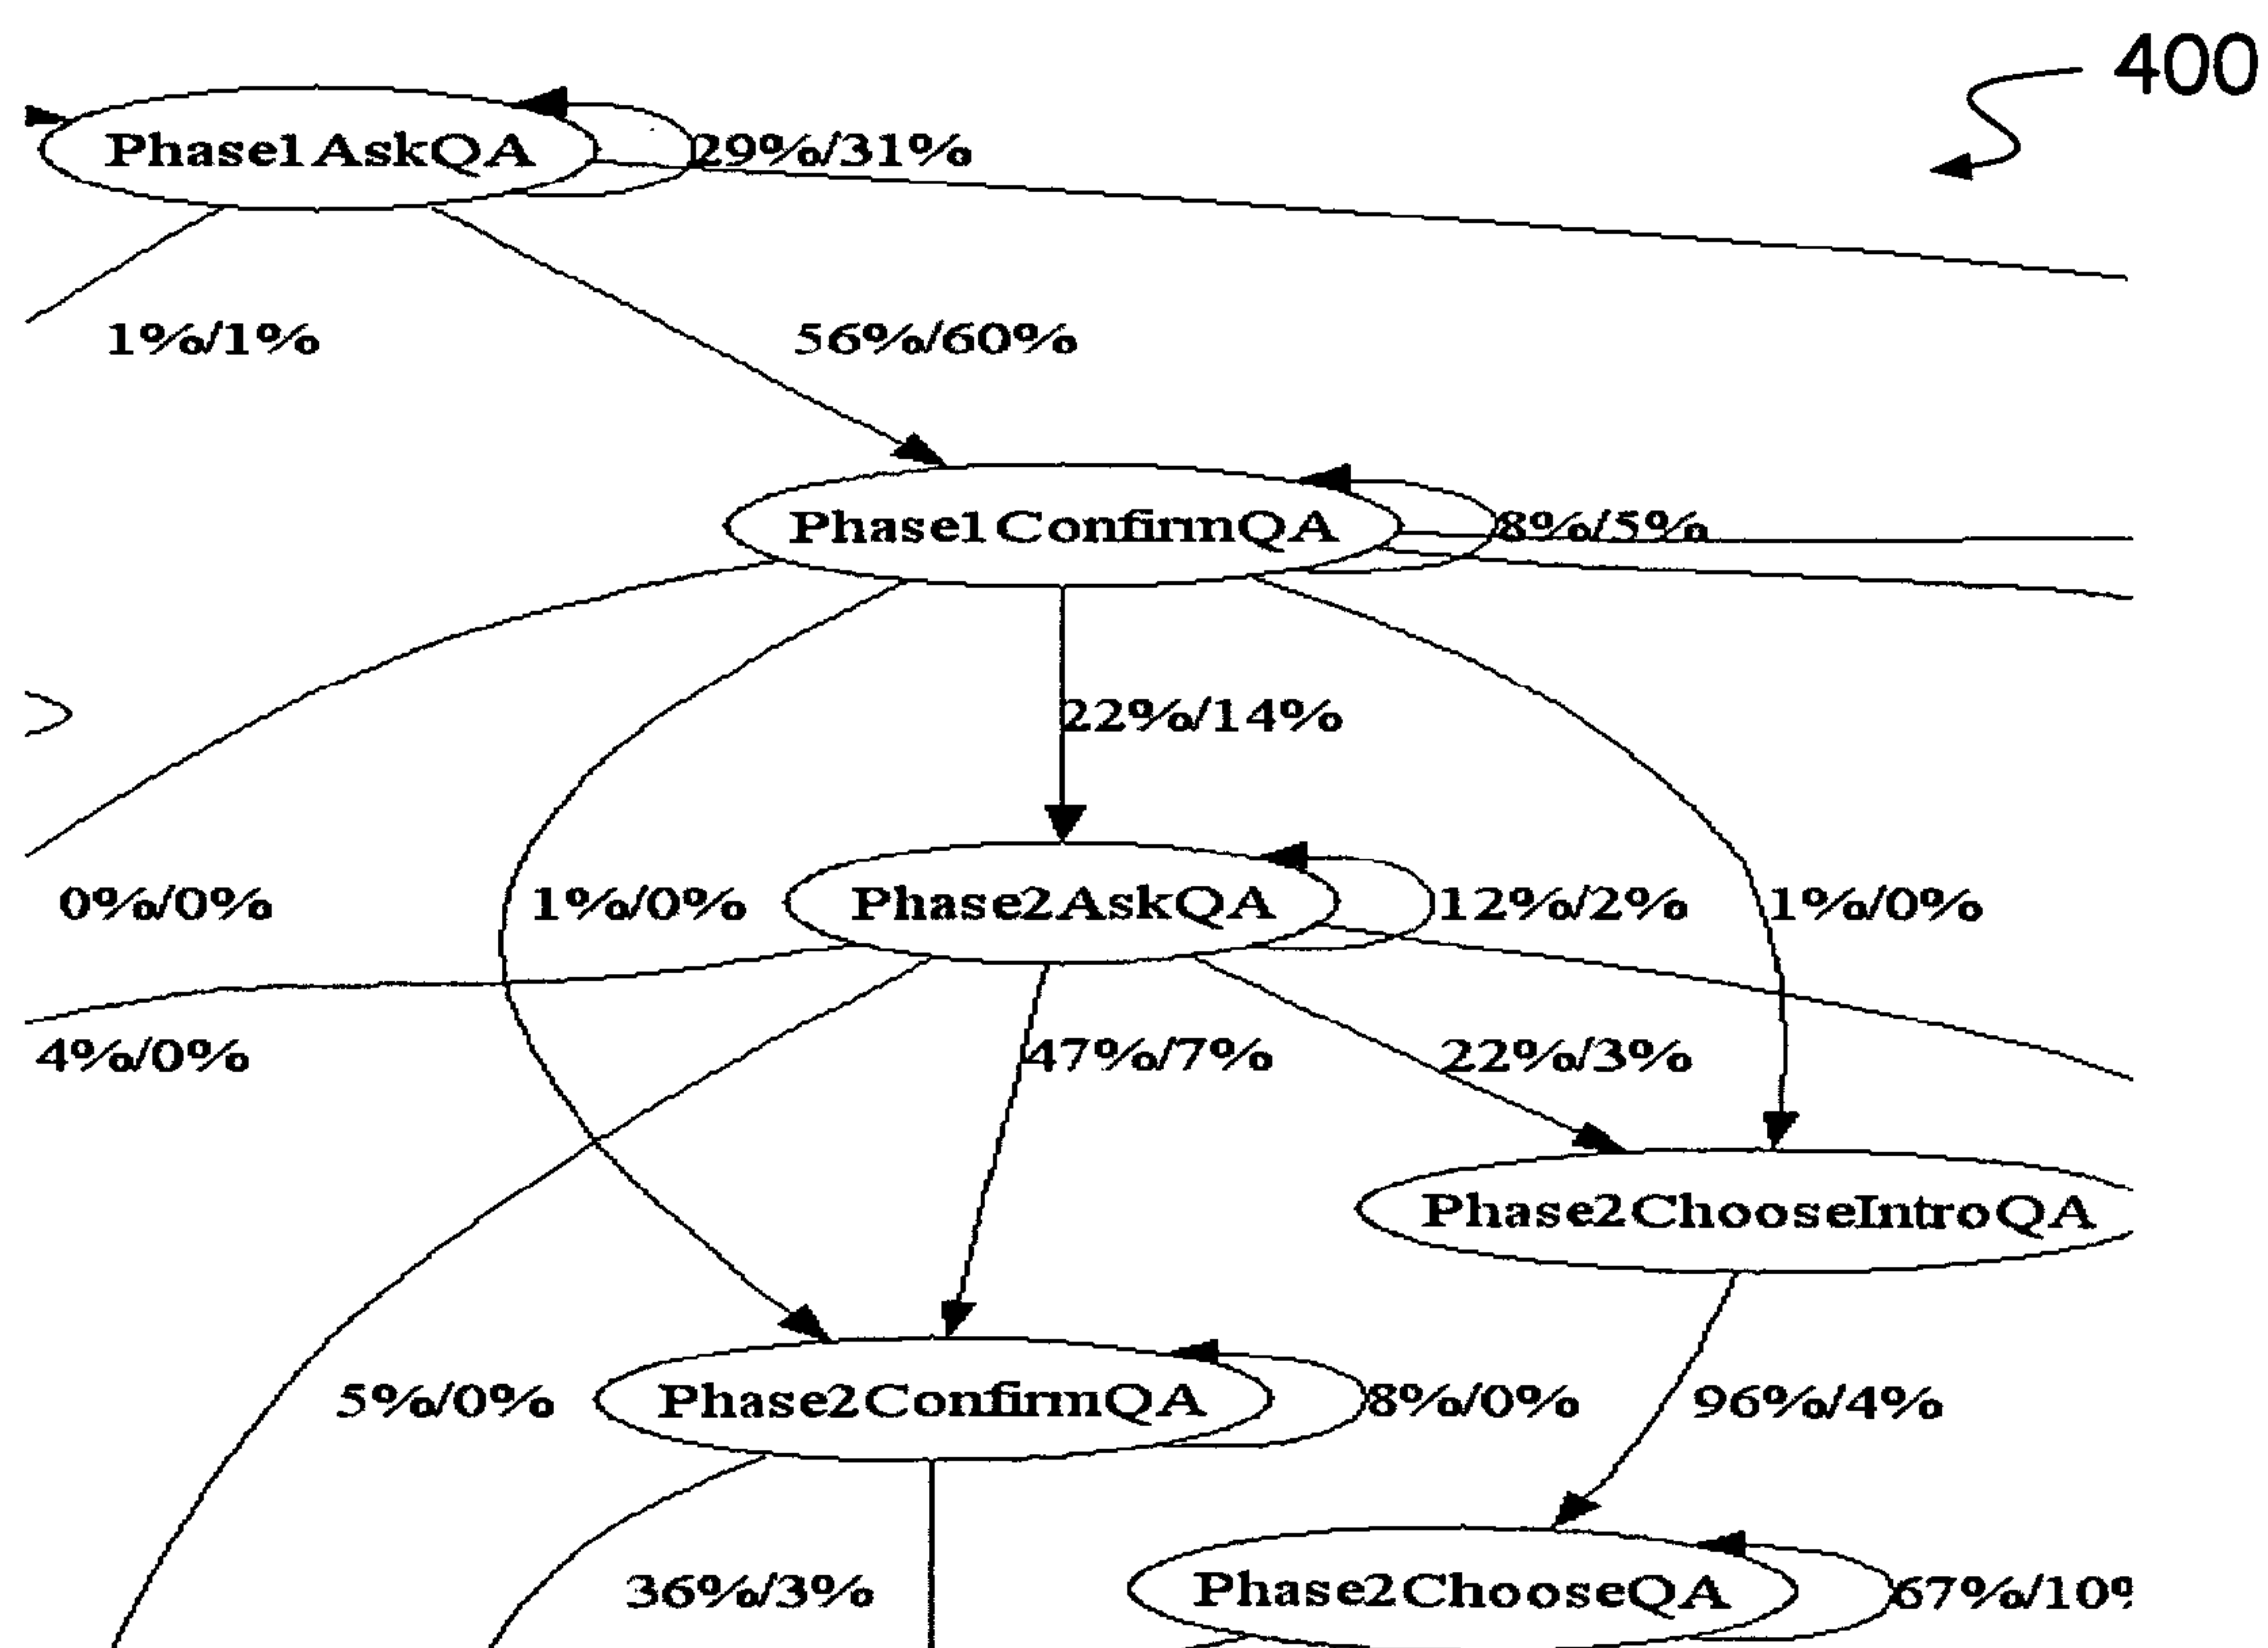 400
Phase1AskQA 29%/31%
1%/1% 56%/60%
Phase1ConfirmQA 8%/5%
22%/14%
0%/0% 1%/0% Phase2AskQA 12%/2% 1%/0%
4%/0% 47%/7% 22%/3%
Phase2ChooseIntroQA
5%/0% Phase2ConfirmQA 8%/0% 96%/4%
36%/3% Phase2ChooseQA 67%/10